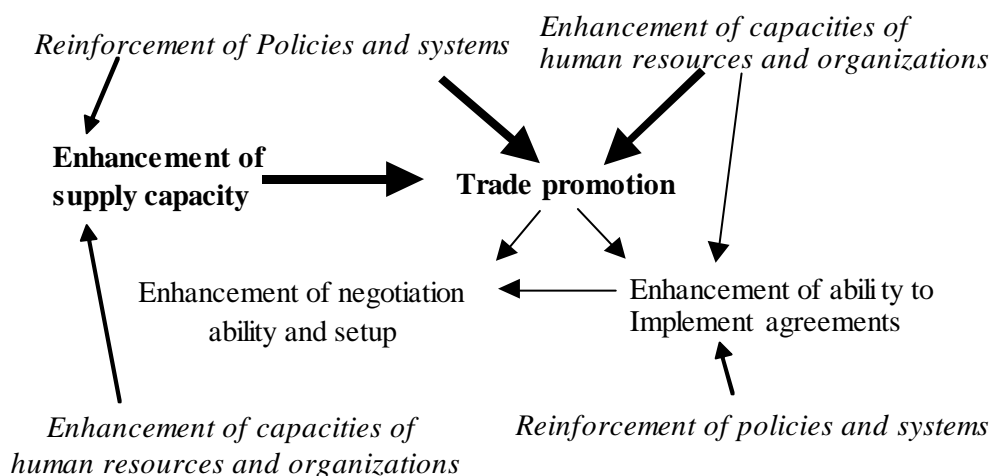 Reinforcement of Policies and systems
Enhancement of capacities of
human resources and organizations
Enhancement of
supply capacity
Trade promotion
Enhancement of negotiation
ability and setup
Enhancement of ability to
Implement agreements
Enhancement of capacities of
human resources and organizations
Reinforcement of policies and systems